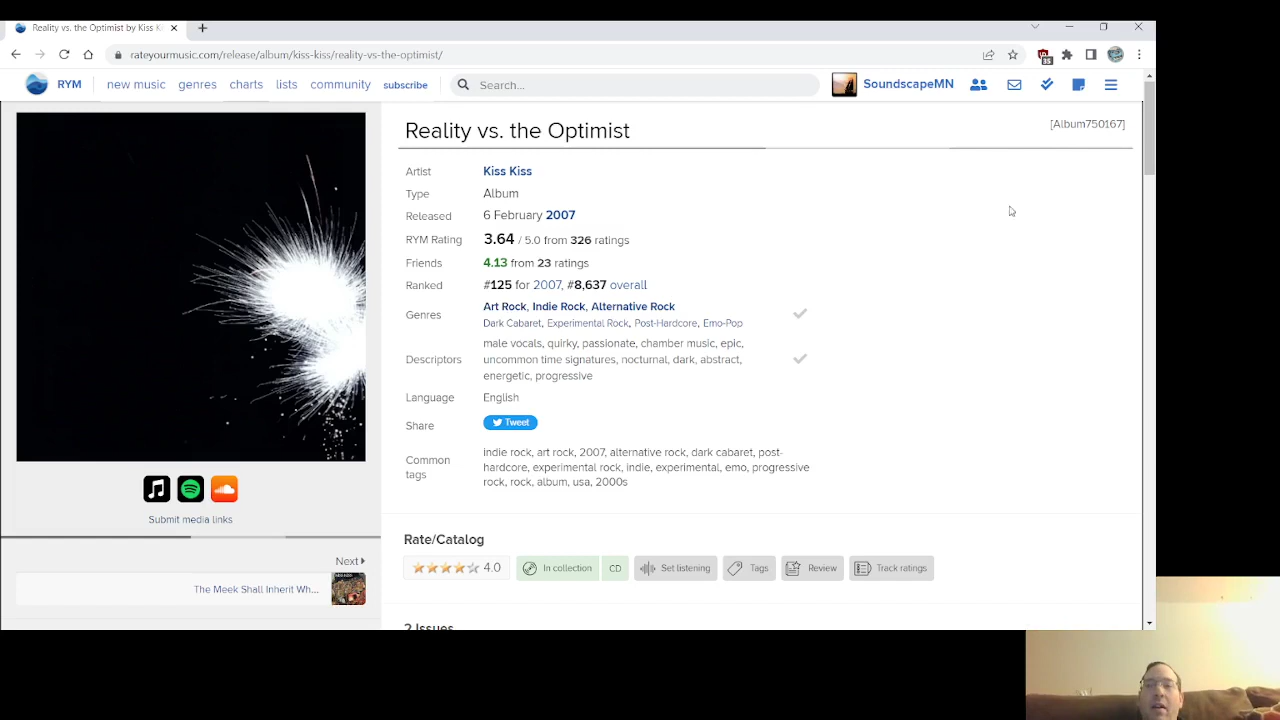 Reality vs. the Optimist by Kiss K
rateyourmusic.com/release/album/kiss-kiss/reality-vs-the-optimist/
35
RYM new music genres charts lists community subscribe Search... SoundscapeMN
Reality vs. the Optimist [Album750167]
Artist Kiss Kiss
Type Album
Released 6 February 2007
RYM Rating 3.64 / 5.0 from 326 ratings
Friends 4.13 from 23 ratings
Ranked #125 for 2007, #8,637 overall
Genres Art Rock, Indie Rock, Alternative Rock
Dark Cabaret, Experimental Rock, Post-Hardcore, Emo-Pop
Descriptors male vocals, quirky, passionate, chamber music, epic,
uncommon time signatures, nocturnal, dark, abstract,
energetic, progressive
Language English
Share Tweet
Common tags indie rock, art rock, 2007, alternative rock, dark cabaret, post-
hardcore, experimental rock, indie, experimental, emo, progressive
rock, rock, album, usa, 2000s
Submit media links
Next
The Meek Shall Inherit Wh...
Rate/Catalog
4.0 In collection CD Set listening Tags Review Track ratings
2 Issues